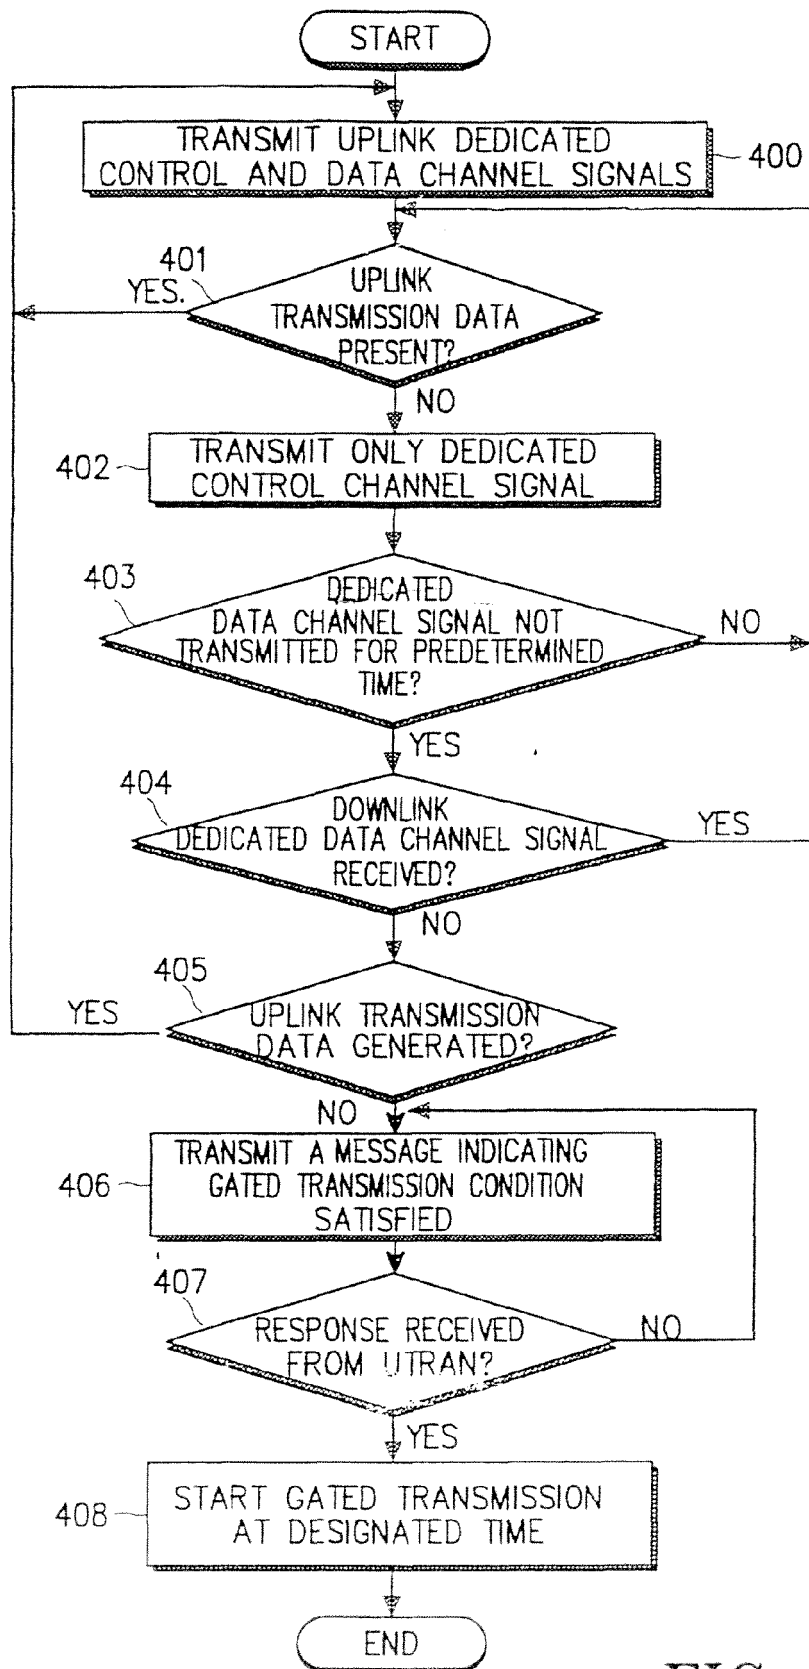 START
TRANSMIT UPLINK DEDICATED
CONTROL AND DATA CHANNEL SIGNALS
400
401
YES.
UPLINK
TRANSMISSION DATA
PRESENT?
NO
402
TRANSMIT ONLY DEDICATED
CONTROL CHANNEL SIGNAL
403
DEDICATED
DATA CHANNEL SIGNAL NOT
TRANSMITTED FOR PREDETERMINED
TIME?
NO
YES
404
DOWNLINK
DEDICATED DATA CHANNEL SIGNAL
RECEIVED?
YES
NO
405
YES
UPLINK TRANSMISSION
DATA GENERATED?
NO
406
TRANSMIT A MESSAGE INDICATING
GATED TRANSMISSION CONDITION
SATISFIED
407
RESPONSE RECEIVED
FROM UTRAN?
NO
YES
408
START GATED TRANSMISSION
AT DESIGNATED TIME
END